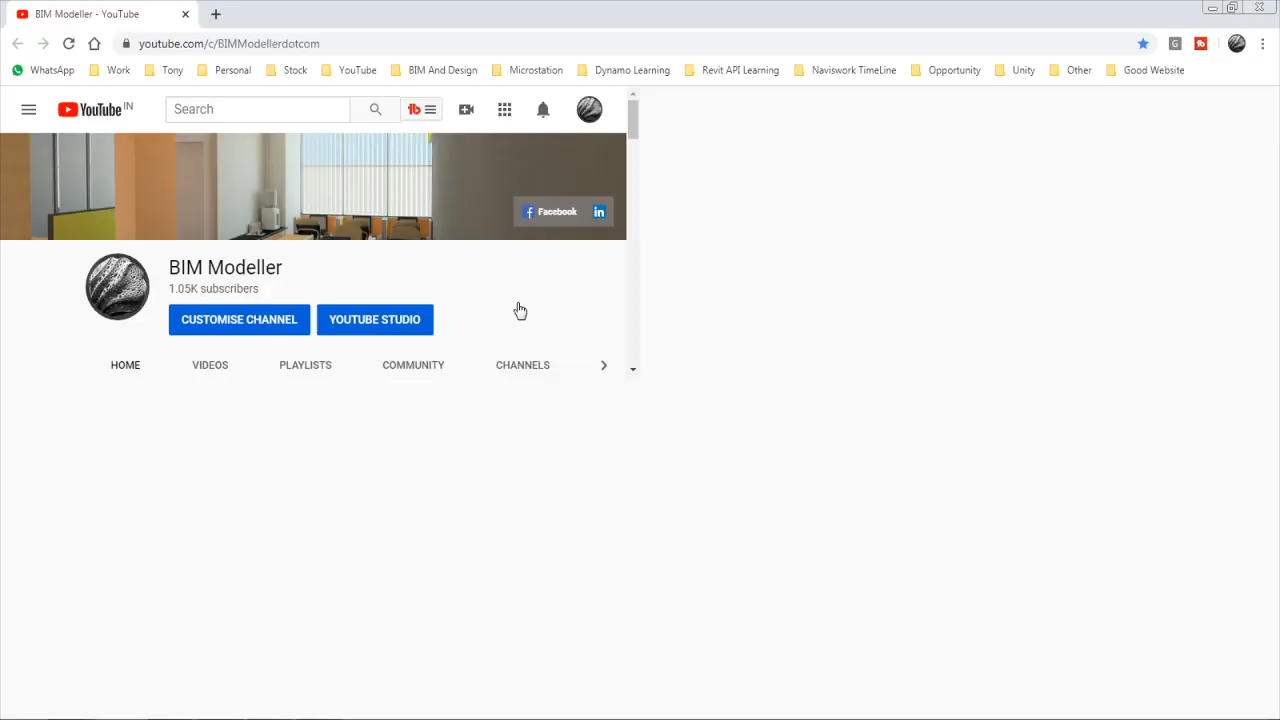 BIM Modeller - YouTube
youtube.com/c/BIMModellerdotcom
WhatsApp Work Tony Personal Stock YouTube BIM And Design Microstation Dynamo Learning Revit API Learning Naviswork TimeLine Opportunity Unity Other Good Website
YouTube IN Search
Facebook
BIM Modeller
1.05K subscribers
CUSTOMISE CHANNEL YOUTUBE STUDIO
HOME VIDEOS PLAYLISTS COMMUNITY CHANNELS